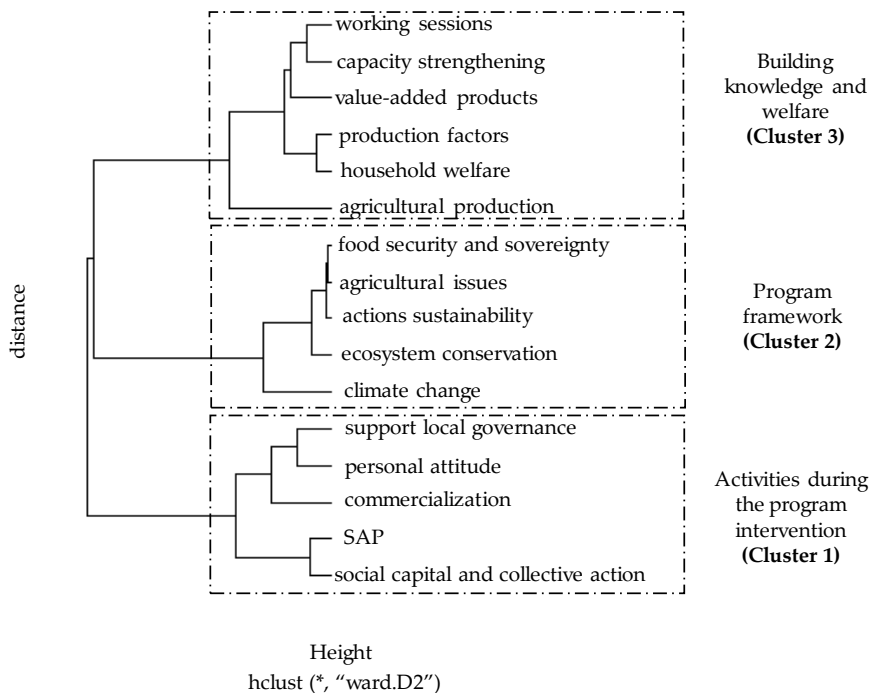 working sessions
capacity strengthening
value-added products
production factors
household welfare
agricultural production
Building
knowledge and
welfare
(Cluster 3)
food security and sovereignty
agricultural issues
actions sustainability
ecosystem conservation
climate change
Program
framework
(Cluster 2)
support local governance
personal attitude
commercialization
SAP
social capital and collective action
Activities during
the program
intervention
(Cluster 1)
distance
Height
hclust (*, “ward.D2”)